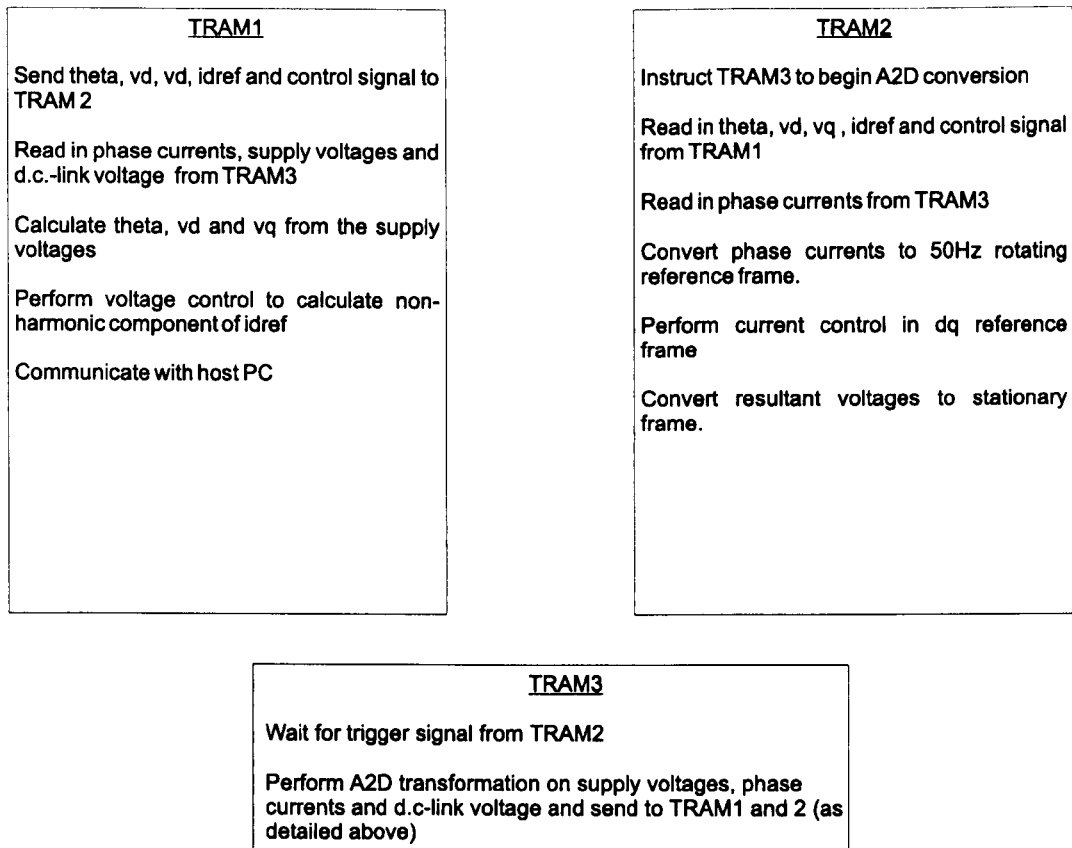 TRAM1
Send theta, vd, vd, idref and control signal to
TRAM 2
Read in phase currents, supply voltages and
d.c.-link voltage from TRAM3
Calculate theta, vd and vq from the supply
voltages
Perform voltage control to calculate non-
harmonic component of idref
Communicate with host PC
TRAM2
Instruct TRAM3 to begin A2D conversion
Read in theta, vd, vq , idref and control signal
from TRAM1
Read in phase currents from TRAM3
Convert phase currents to 50Hz rotating
reference frame.
Perform current control in dq reference
frame
Convert resultant voltages to stationary
frame.
TRAM3
Wait for trigger signal from TRAM2
Perform A2D transformation on supply voltages, phase
currents and d.c-link voltage and send to TRAM1 and 2 (as
detailed above)